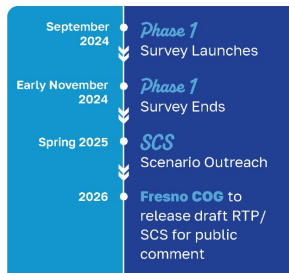 September
2024
Phase 1
Survey Launches
Early November
2024
Phase 1
Survey Ends
Spring 2025
SCS
Scenario Outreach
2026
Fresno COG to
release draft RTP/
SCS for public
comment